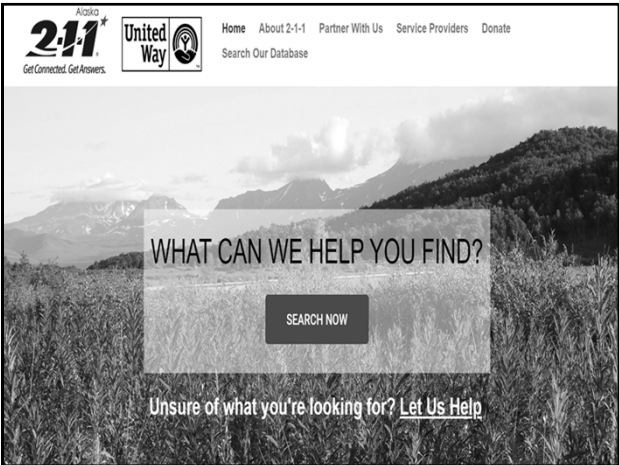 Alaska
2-1-1
Get Connected. Get Answers.
United
Way
Home About 2-1-1 Partner With Us Service Providers Donate
Search Our Database
WHAT CAN WE HELP YOU FIND?
SEARCH NOW
Unsure of what you're looking for? Let Us Help